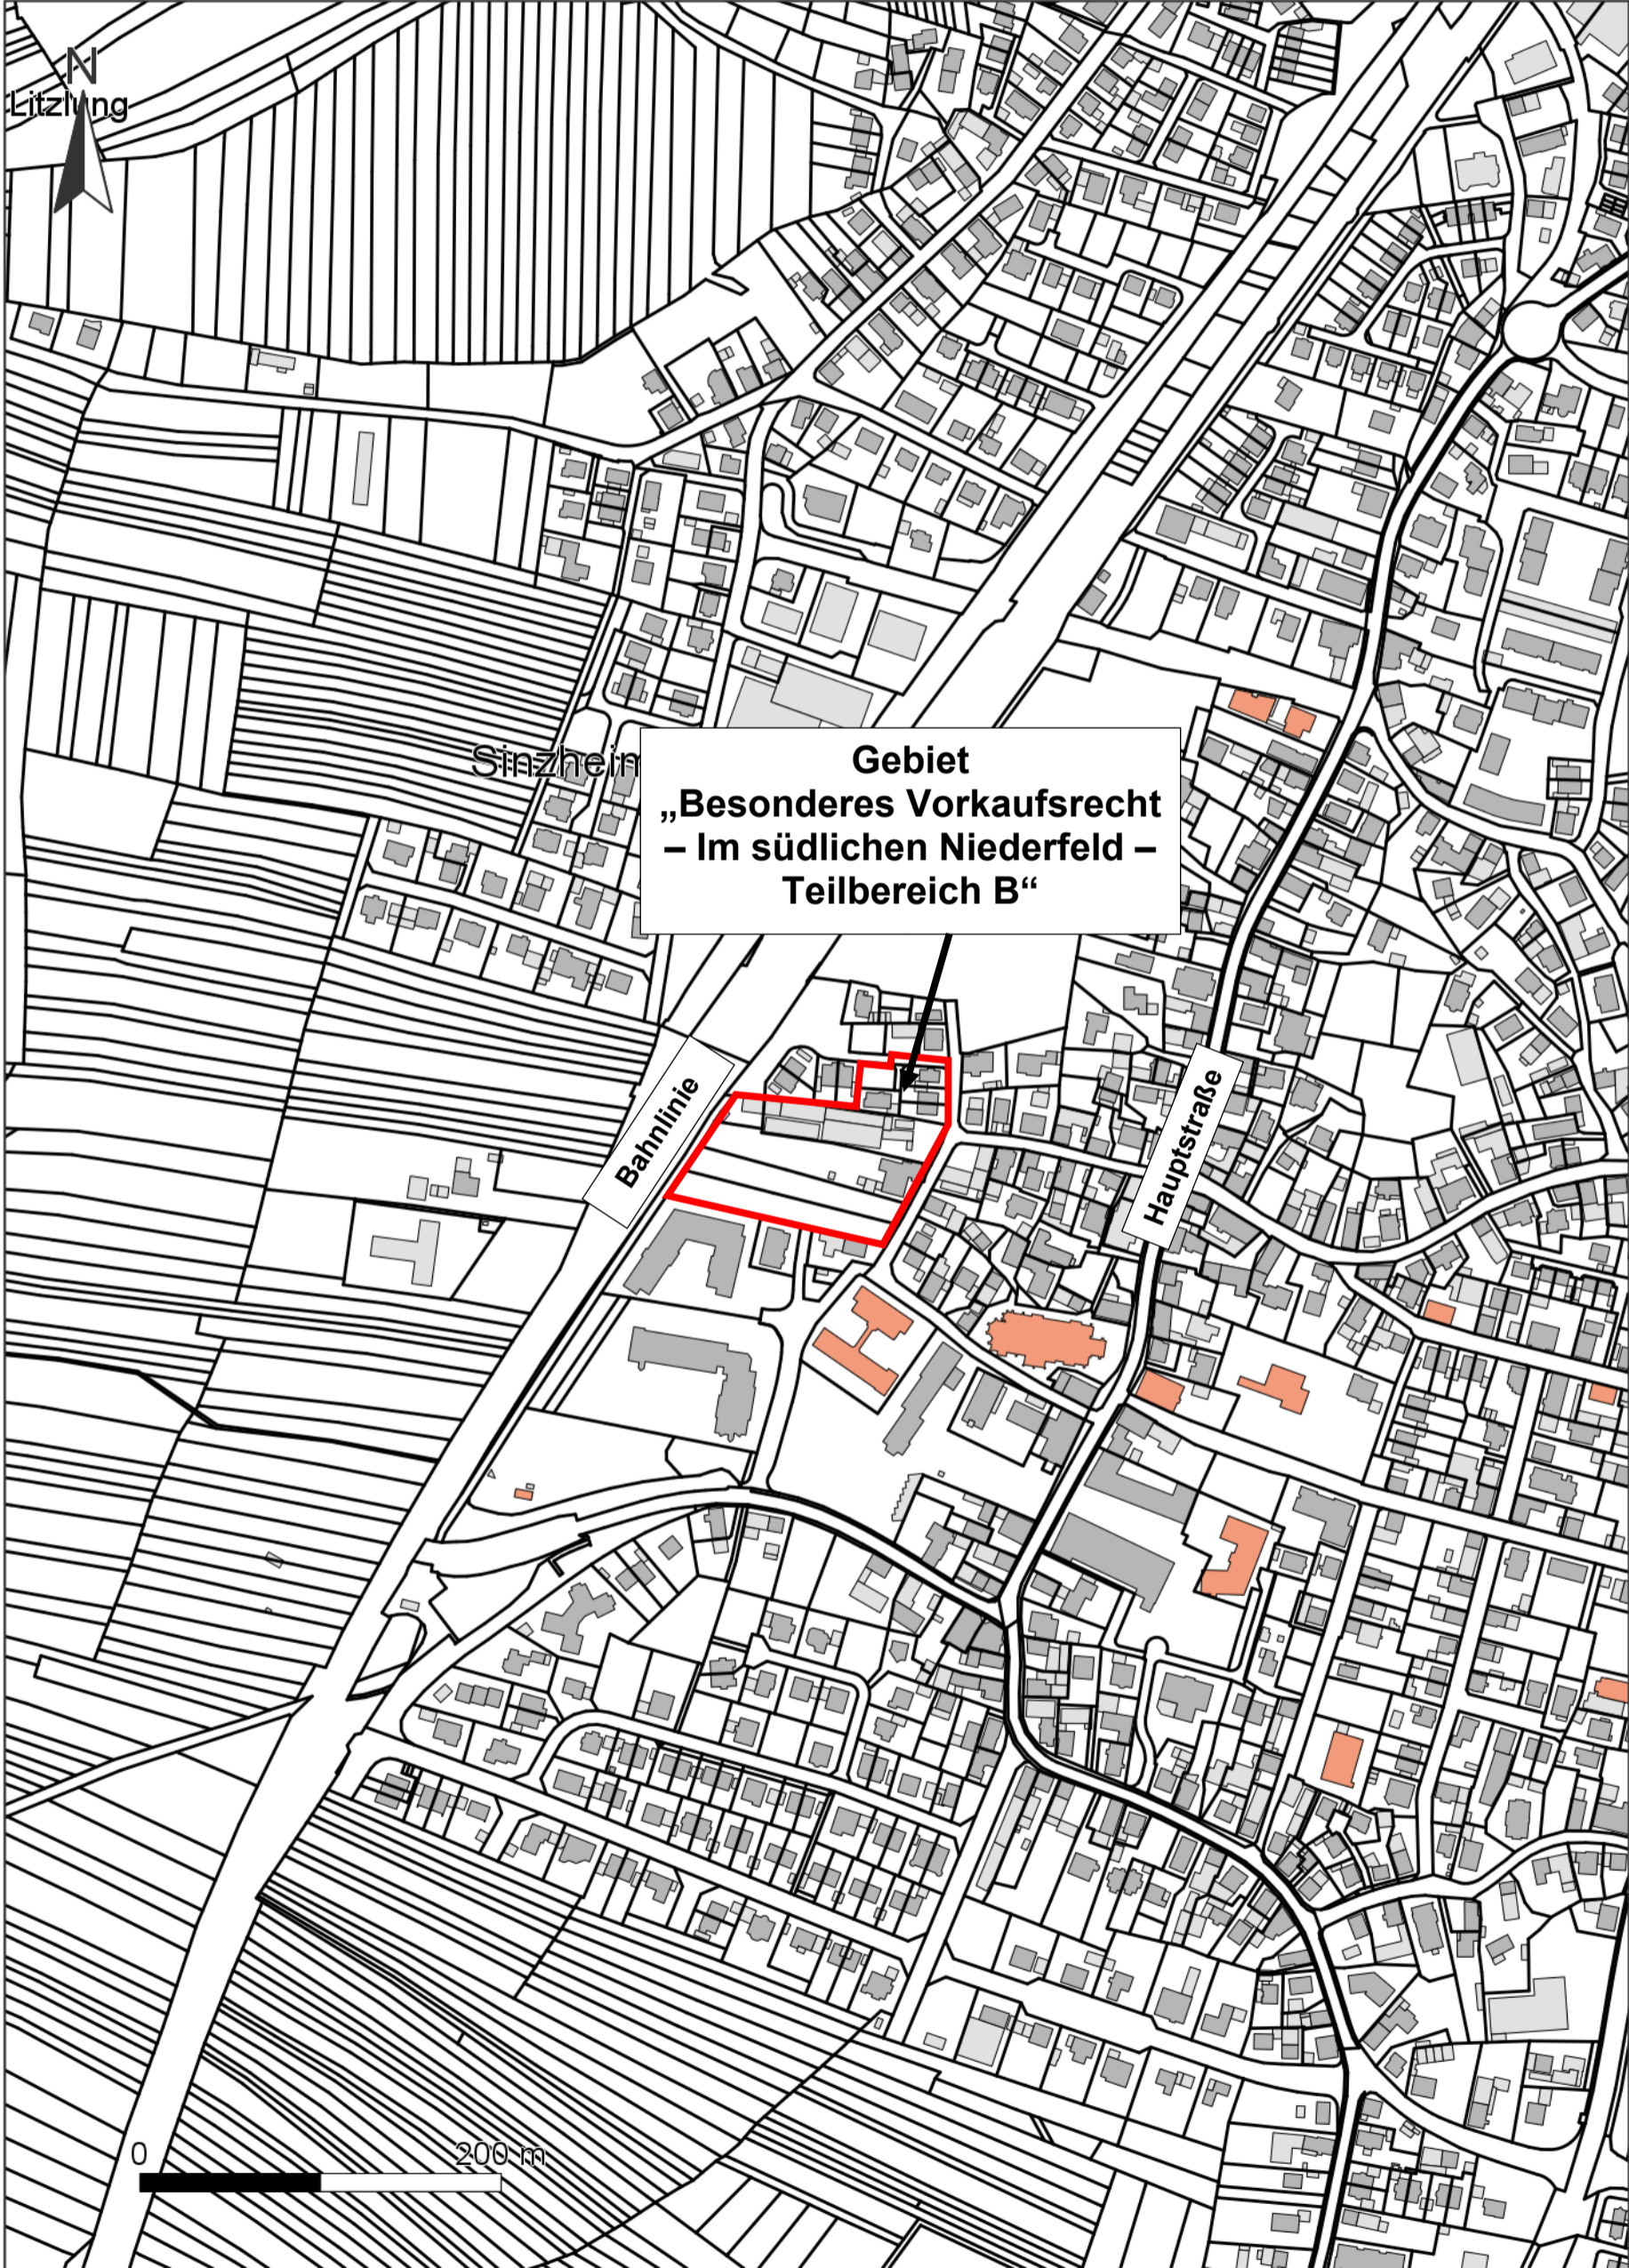 N
Litzlung
Sinzheim
Gebiet
„Besonderes Vorkaufsrecht
– Im südlichen Niederfeld –
Teilbereich B“
Bahnlinie
Hauptstraße
0 200 m